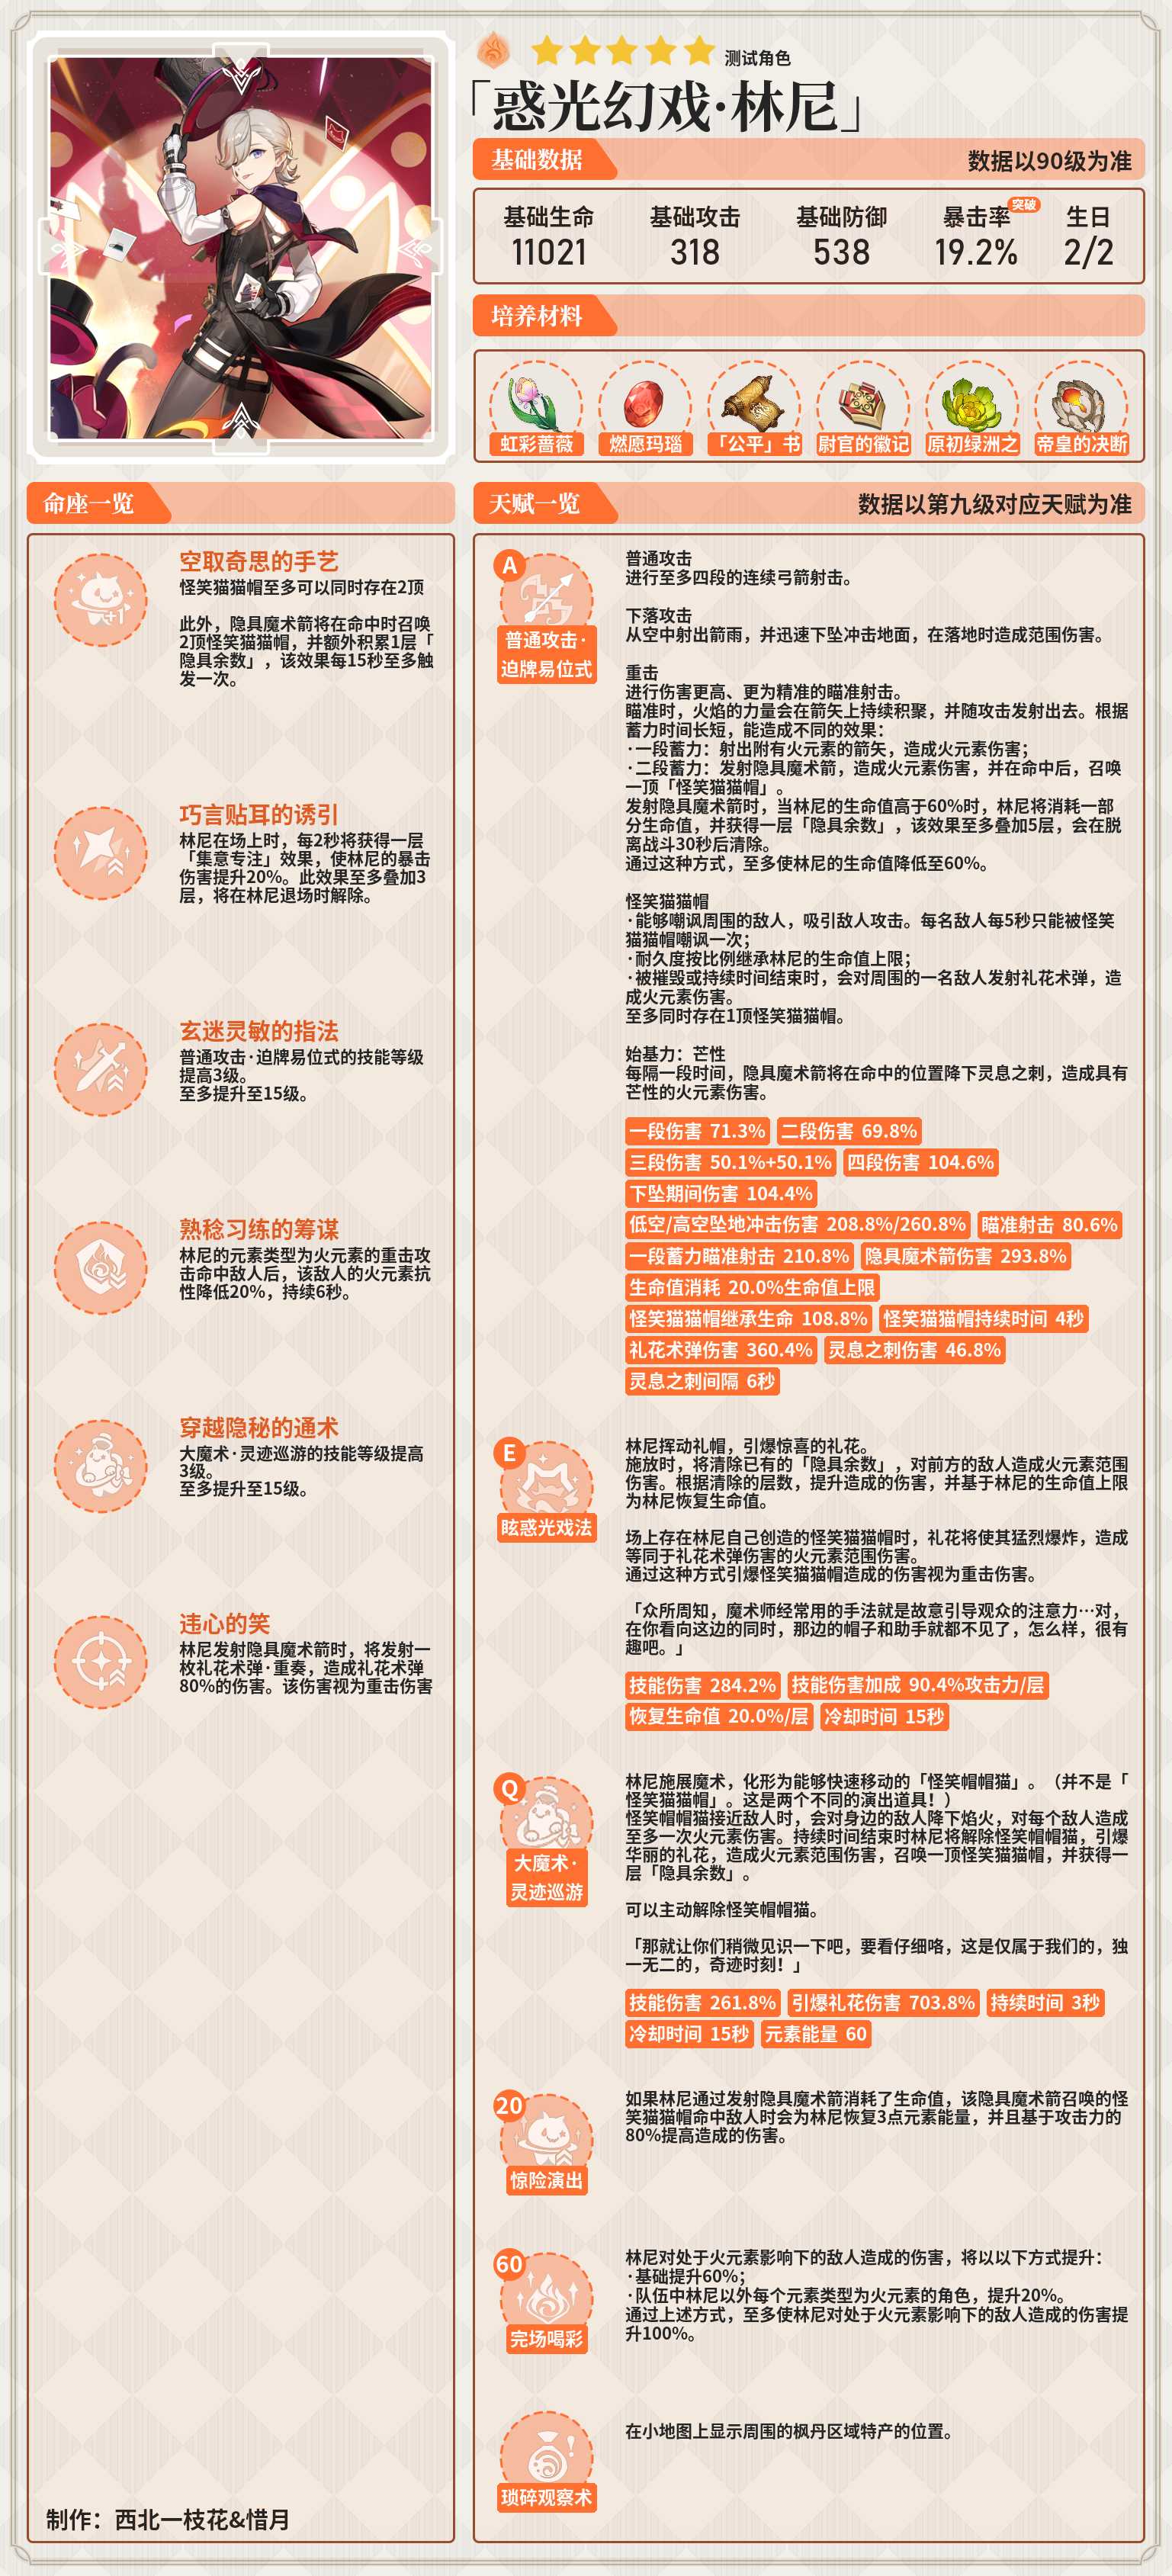 测试角色
「惑光幻戏·林尼」
基础数据
数据以90级为准
基础生命 基础攻击 基础防御 暴击率 突破 生日
11021 318 538 19.2% 2/2
培养材料
虹彩蔷薇 燃愿玛瑙 「公平」书 尉官的徽记 原初绿洲之 帝皇的决断
命座一览
空取奇思的手艺
怪笑猫猫帽至多可以同时存在2顶
此外，隐具魔术箭将在命中时召唤
2顶怪笑猫猫帽，并额外积累1层「
隐具余数」，该效果每15秒至多触
发一次。
巧言贴耳的诱引
林尼在场上时，每2秒将获得一层
「集意专注」效果，使林尼的暴击
伤害提升20%。此效果至多叠加3
层，将在林尼退场时解除。
玄迷灵敏的指法
普通攻击·迫牌易位式的技能等级
提高3级。
至多提升至15级。
熟稔习练的筹谋
林尼的元素类型为火元素的重击攻
击命中敌人后，该敌人的火元素抗
性降低20%，持续6秒。
穿越隐秘的通术
大魔术·灵迹巡游的技能等级提高
3级。
至多提升至15级。
违心的笑
林尼发射隐具魔术箭时，将发射一
枚礼花术弹·重奏，造成礼花术弹
80%的伤害。该伤害视为重击伤害
制作：西北一枝花&惜月
天赋一览
数据以第九级对应天赋为准
A
普通攻击·
迫牌易位式
普通攻击
进行至多四段的连续弓箭射击。
下落攻击
从空中射出箭雨，并迅速下坠冲击地面，在落地时造成范围伤害。
重击
进行伤害更高、更为精准的瞄准射击。
瞄准时，火焰的力量会在箭矢上持续积聚，并随攻击发射出去。根据
蓄力时间长短，能造成不同的效果：
·一段蓄力：射出附有火元素的箭矢，造成火元素伤害；
·二段蓄力：发射隐具魔术箭，造成火元素伤害，并在命中后，召唤
一顶「怪笑猫猫帽」。
发射隐具魔术箭时，当林尼的生命值高于60%时，林尼将消耗一部
分生命值，并获得一层「隐具余数」，该效果至多叠加5层，会在脱
离战斗30秒后清除。
通过这种方式，至多使林尼的生命值降低至60%。
怪笑猫猫帽
·能够嘲讽周围的敌人，吸引敌人攻击。每名敌人每5秒只能被怪笑
猫猫帽嘲讽一次；
·耐久度按比例继承林尼的生命值上限；
·被摧毁或持续时间结束时，会对周围的一名敌人发射礼花术弹，造
成火元素伤害。
至多同时存在1顶怪笑猫猫帽。
始基力：芒性
每隔一段时间，隐具魔术箭将在命中的位置降下灵息之刺，造成具有
芒性的火元素伤害。
一段伤害 71.3% 二段伤害 69.8%
三段伤害 50.1%+50.1% 四段伤害 104.6%
下坠期间伤害 104.4%
低空/高空坠地冲击伤害 208.8%/260.8% 瞄准射击 80.6%
一段蓄力瞄准射击 210.8% 隐具魔术箭伤害 293.8%
生命值消耗 20.0%生命值上限
怪笑猫猫帽继承生命 108.8% 怪笑猫猫帽持续时间 4秒
礼花术弹伤害 360.4% 灵息之刺伤害 46.8%
灵息之刺间隔 6秒
E
眩惑光戏法
林尼挥动礼帽，引爆惊喜的礼花。
施放时，将清除已有的「隐具余数」，对前方的敌人造成火元素范围
伤害。根据清除的层数，提升造成的伤害，并基于林尼的生命值上限
为林尼恢复生命值。
场上存在林尼自己创造的怪笑猫猫帽时，礼花将使其猛烈爆炸，造成
等同于礼花术弹伤害的火元素范围伤害。
通过这种方式引爆怪笑猫猫帽造成的伤害视为重击伤害。
「众所周知，魔术师经常用的手法就是故意引导观众的注意力…对，
在你看向这边的同时，那边的帽子和助手就都不见了，怎么样，很有
趣吧。」
技能伤害 284.2% 技能伤害加成 90.4%攻击力/层
恢复生命值 20.0%/层 冷却时间 15秒
Q
大魔术·
灵迹巡游
林尼施展魔术，化形为能够快速移动的「怪笑帽帽猫」。（并不是「
怪笑猫猫帽」。这是两个不同的演出道具！）
怪笑帽帽猫接近敌人时，会对身边的敌人降下焰火，对每个敌人造成
至多一次火元素伤害。持续时间结束时林尼将解除怪笑帽帽猫，引爆
华丽的礼花，造成火元素范围伤害，召唤一顶怪笑猫猫帽，并获得一
层「隐具余数」。
可以主动解除怪笑帽帽猫。
「那就让你们稍微见识一下吧，要看仔细咯，这是仅属于我们的，独
一无二的，奇迹时刻！」
技能伤害 261.8% 引爆礼花伤害 703.8% 持续时间 3秒
冷却时间 15秒 元素能量 60
20
惊险演出
如果林尼通过发射隐具魔术箭消耗了生命值，该隐具魔术箭召唤的怪
笑猫猫帽命中敌人时会为林尼恢复3点元素能量，并且基于攻击力的
80%提高造成的伤害。
60
完场喝彩
林尼对处于火元素影响下的敌人造成的伤害，将以以下方式提升：
·基础提升60%；
·队伍中林尼以外每个元素类型为火元素的角色，提升20%。
通过上述方式，至多使林尼对处于火元素影响下的敌人造成的伤害提
升100%。
琐碎观察术
在小地图上显示周围的枫丹区域特产的位置。